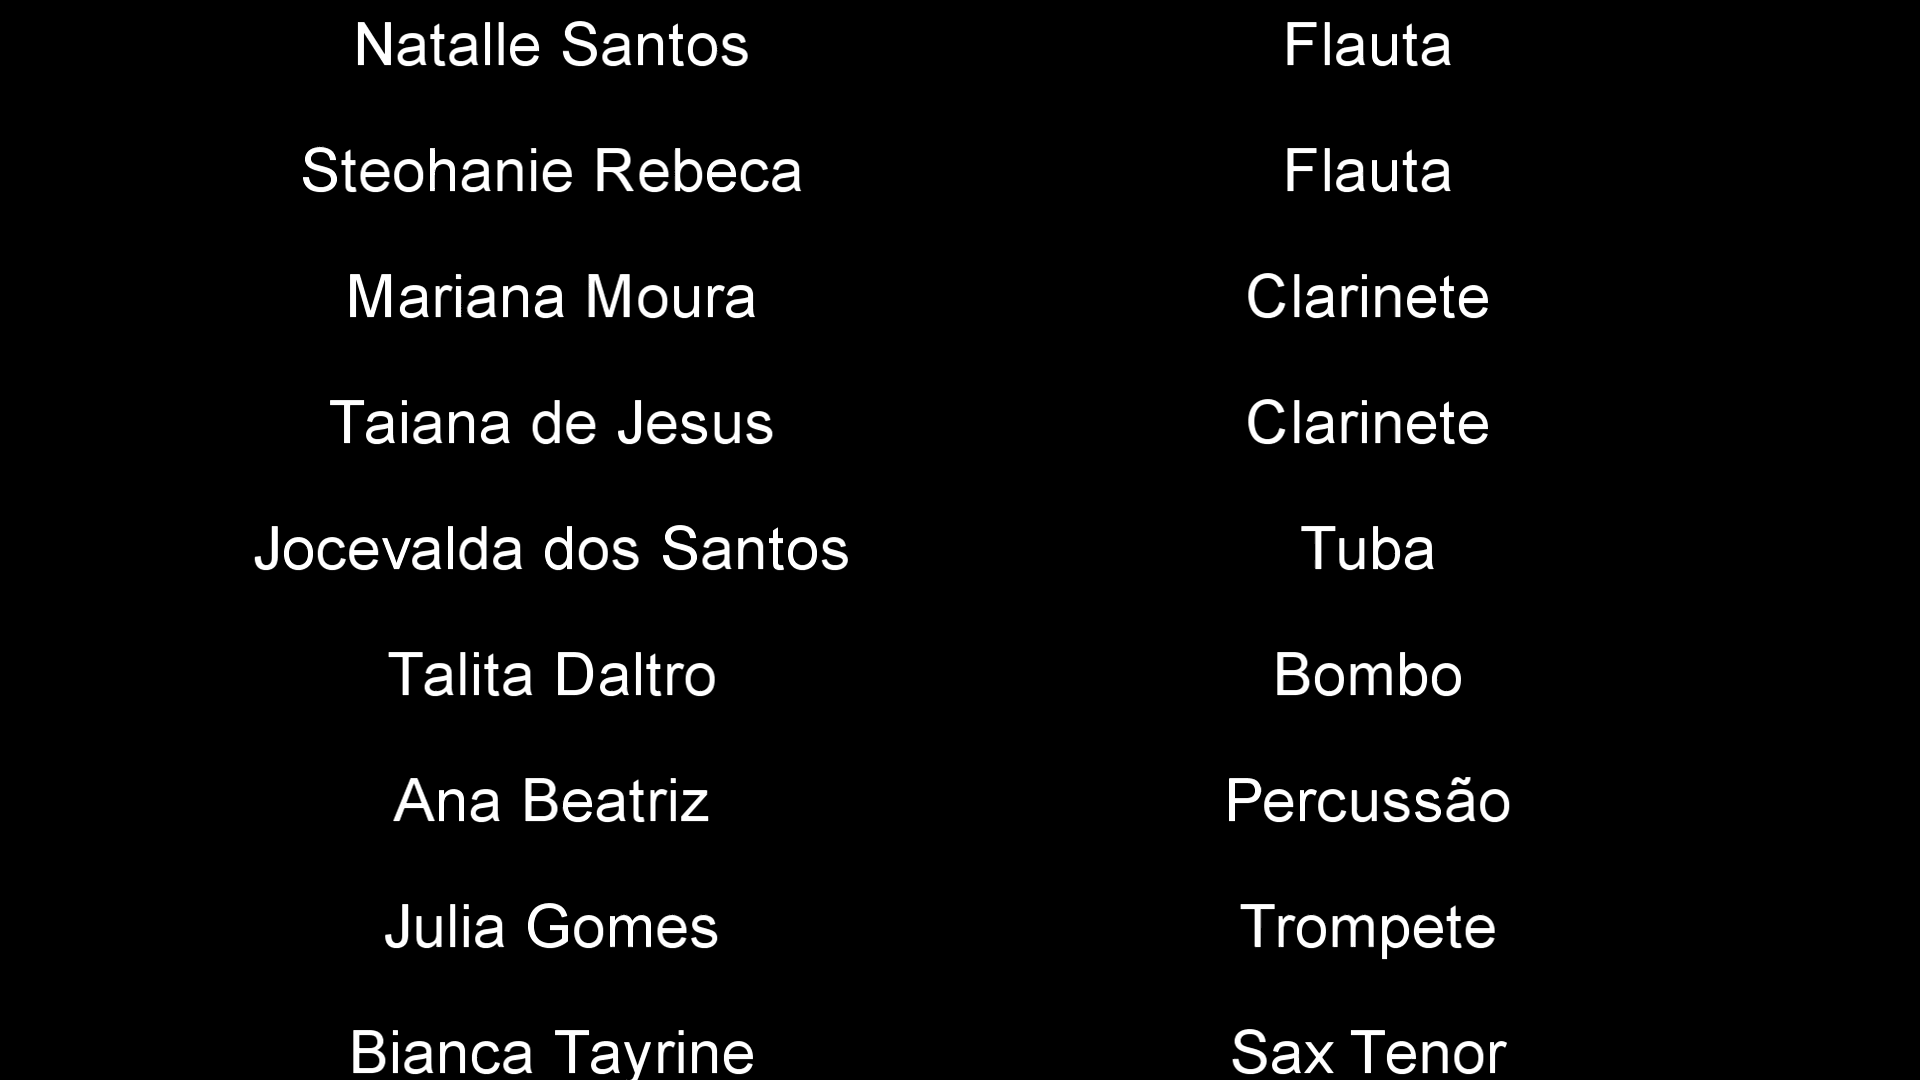 Natalle Santos Flauta
Steohanie Rebeca Flauta
Mariana Moura Clarinete
Taiana de Jesus Clarinete
Jocevalda dos Santos Tuba
Talita Daltro Bombo
Ana Beatriz Percussão
Julia Gomes Trompete
Bianca Tayrine Sax Tenor